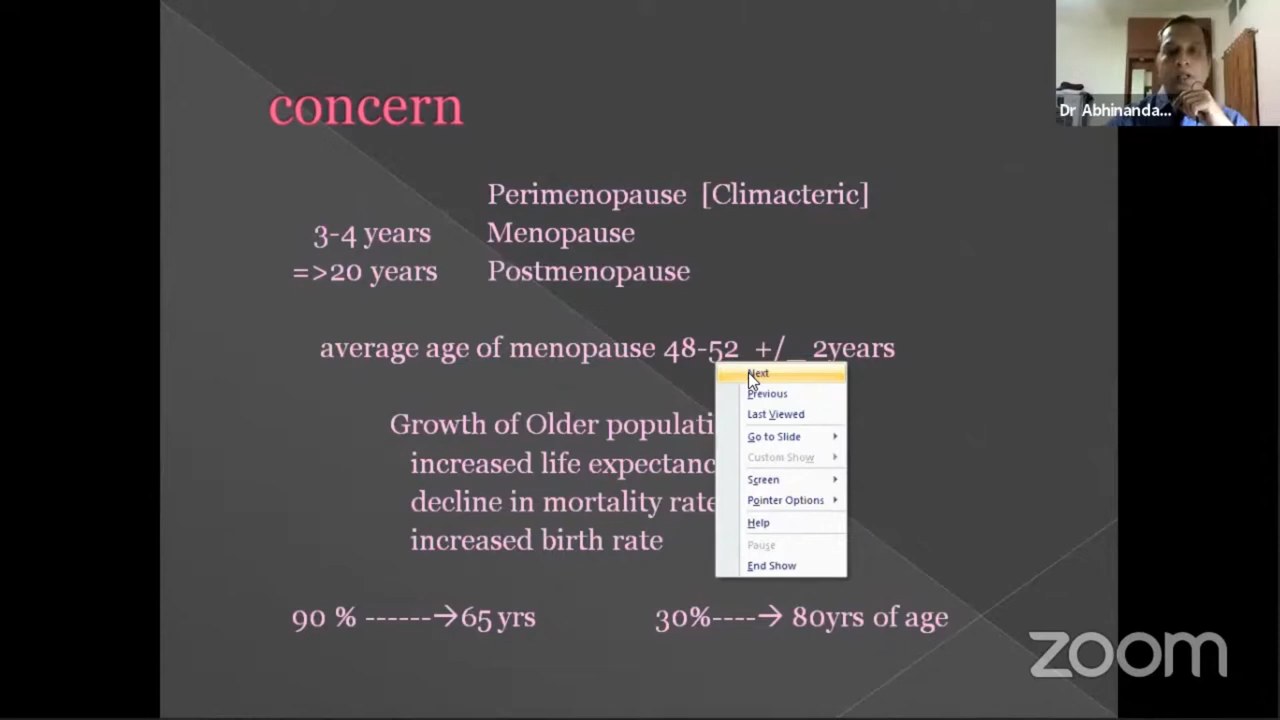 concern
Dr Abhinanda...
Perimenopause [Climacteric]
3-4 years Menopause
=>20 years Postmenopause
average age of menopause 48-52 +/_ 2years
Growth of Older populati
increased life expectanc
decline in mortality rate
increased birth rate
90 % ------→65 yrs 30%----→ 80yrs of age
Next
Previous
Last Viewed
Go to Slide
Custom Show
Screen
Pointer Options
Help
Pause
End Show
zoom